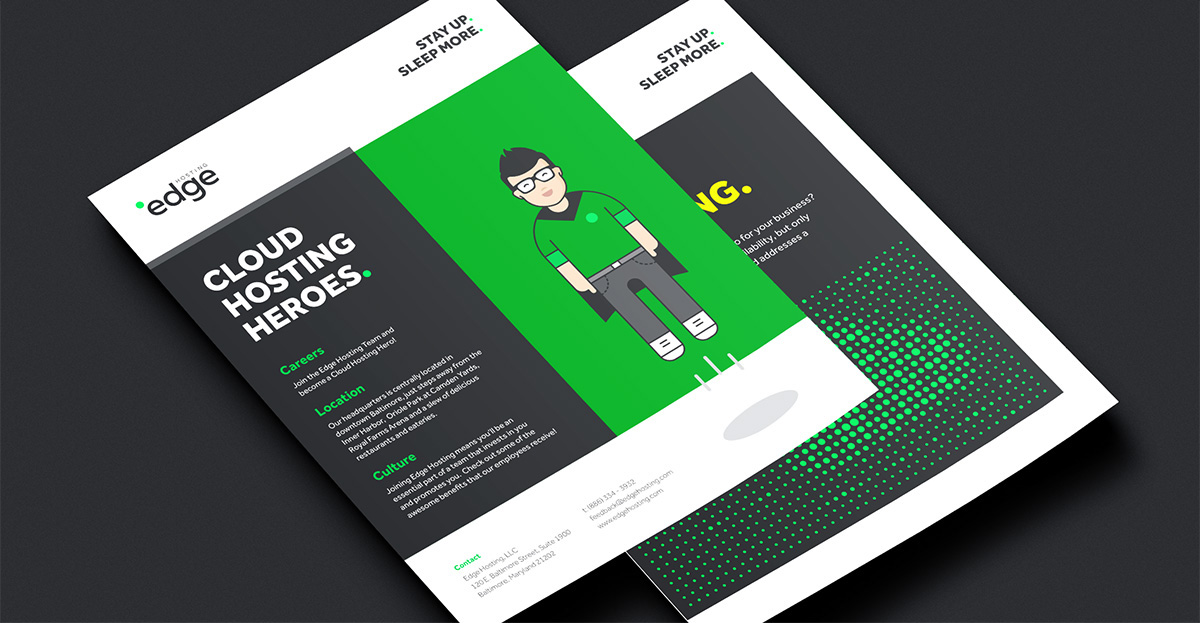 STAY UP.
SLEEP MORE.
HOSTING
edge
CLOUD
HOSTING
HEROES.
Careers
Join the Edge Hosting Team and
become a Cloud Hosting Hero!
Location
Our headquarters is centrally located in
downtown Baltimore, just steps away from the
Inner Harbor, Oriole Park at Camden Yards,
Royal Farms Arena and a slew of delicious
restaurants and eateries.
Culture
Joining Edge Hosting means you'll be an
essential part of a team that invests in you
and promotes you. Check out some of the
awesome benefits that our employees receive!
Contact
Edge Hosting, LLC
120 E. Baltimore Street, Suite 1900
Baltimore, Maryland 21202
t: (886) 334 - 3932
feedback@edgehosting.com
www.edgehosting.com
STAY UP.
SLEEP MORE.
NG.
o for your business?
ilability, but only
d addresses a